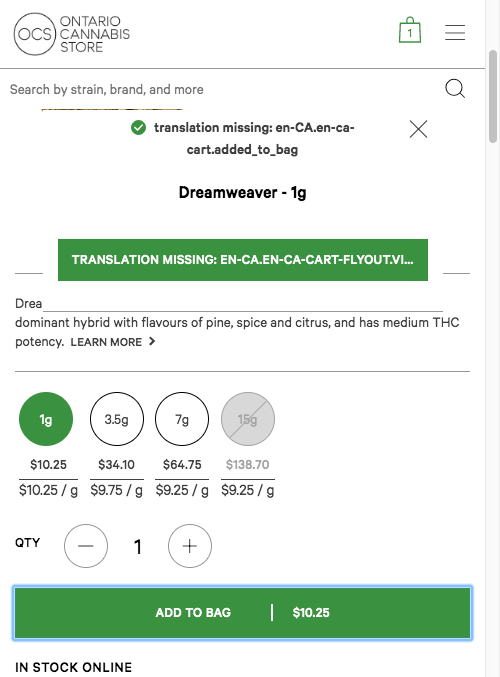 OCS
ONTARIO
CANNABIS
STORE
1
Search by strain, brand, and more
translation missing: en-CA.en-ca-
cart.added_to_bag
Dreamweaver - 1g
TRANSLATION MISSING: EN-CA.EN-CA-CART-FLYOUT.VI...
Drea
dominant hybrid with flavours of pine, spice and citrus, and has medium THC
potency. LEARN MORE
1g 3.5g 7g 15g
$10.25 $34.10 $64.75 $138.70
$10.25 / g $9.75 / g $9.25 / g $9.25 / g
QTY 1
ADD TO BAG | $10.25
IN STOCK ONLINE